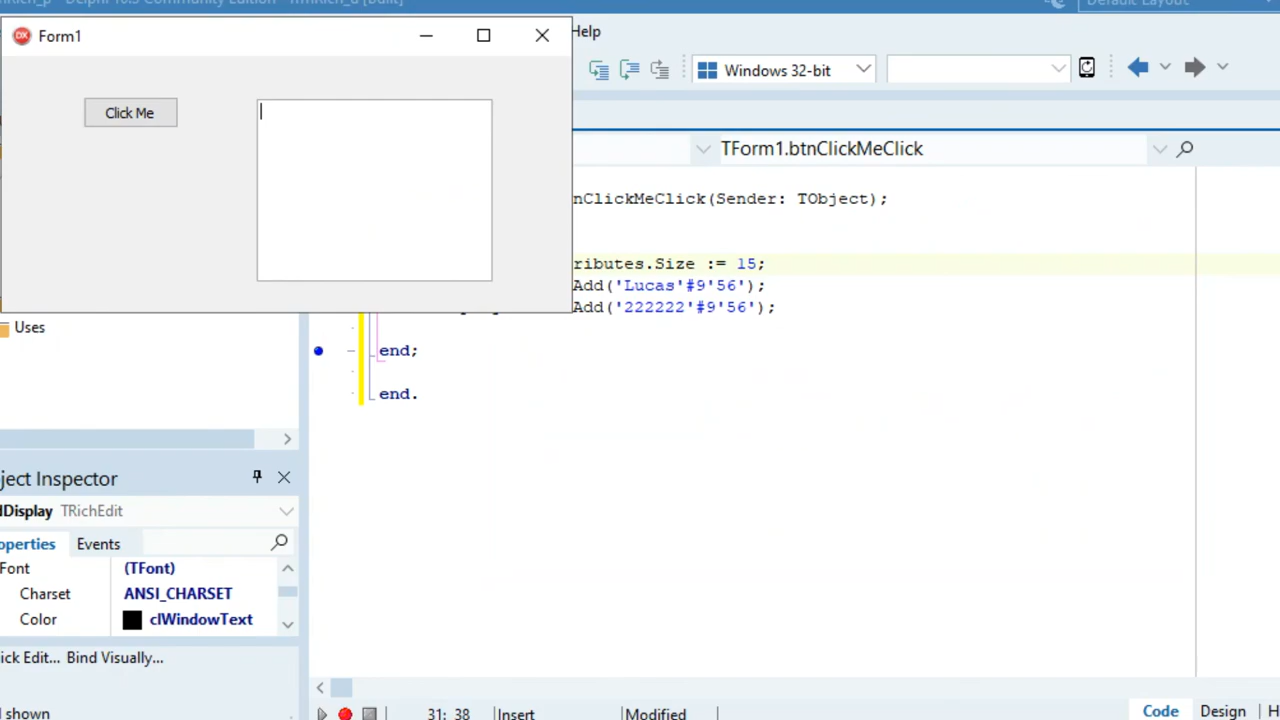 Form1
Help
Click Me
Windows 32-bit
TForm1.btnClickMeClick
nClickMeClick(Sender: TObject);
ributes.Size := 15;
Add('Lucas'#9'56');
Add('222222'#9'56');
Uses
end;
end.
ject Inspector
Display TRichEdit
operties Events
Font (TFont)
Charset ANSI_CHARSET
Color clWindowText
ick Edit... Bind Visually...
shown
31: 38 Insert Modified
Code Design H